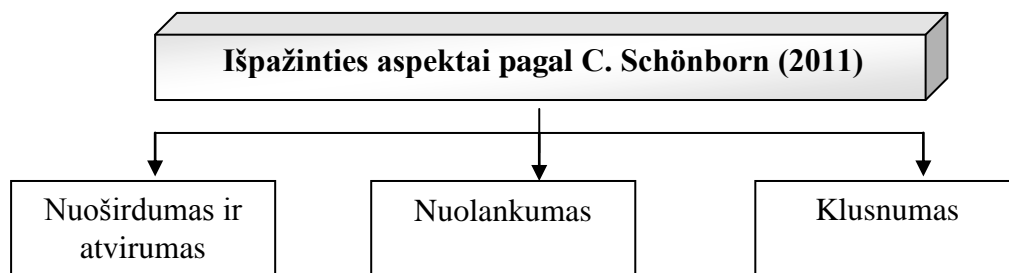 Išpažinties aspektai pagal C. Schönborn (2011)
Nuoširdumas ir
atvirumas
Nuolankumas
Klusnumas